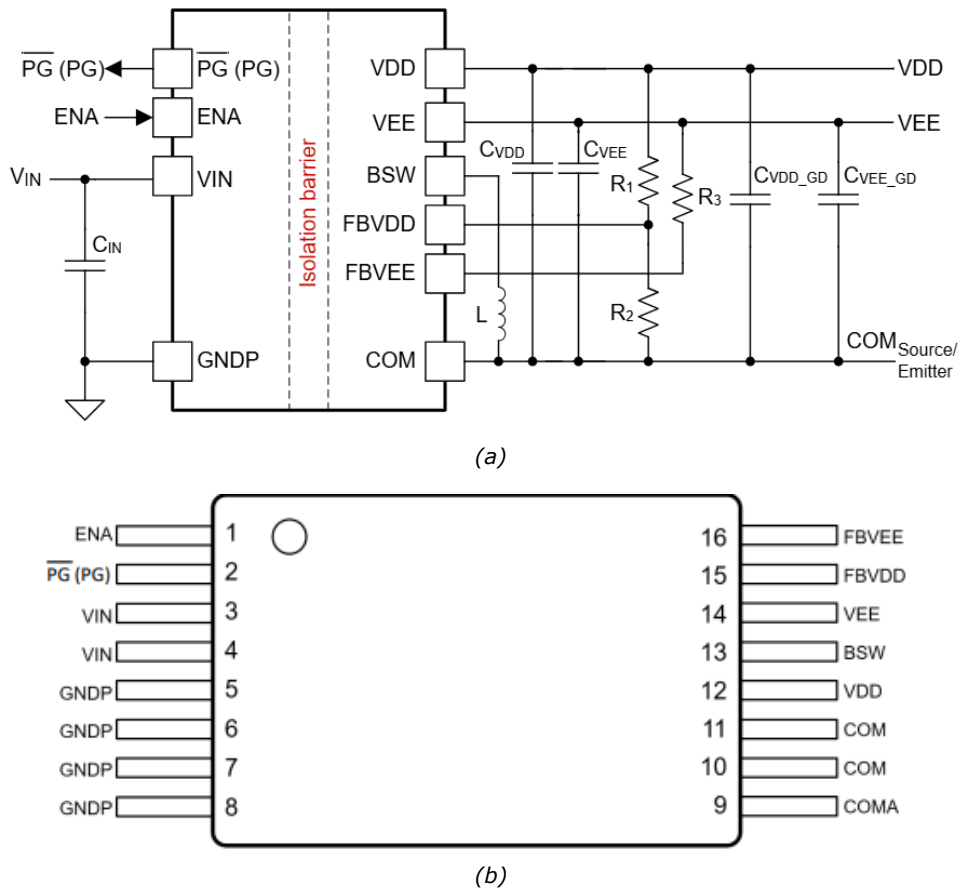 PG (PG)
PG (PG)
VDD
VDD
ENA
ENA
VEE
VEE
VIN
VIN
BSW
CVDD
CVEE
R1
R3
CVDD_GD
CVEE_GD
Isolation barrier
FBVDD
CIN
FBVEE
L
R2
GNDP
COM
COM Source/
Emitter
(a)
ENA 1
16 FBVEE
PG (PG) 2
15 FBVDD
VIN 3
14 VEE
VIN 4
13 BSW
GNDP 5
12 VDD
GNDP 6
11 COM
GNDP 7
10 COM
GNDP 8
9 COMA
(b)